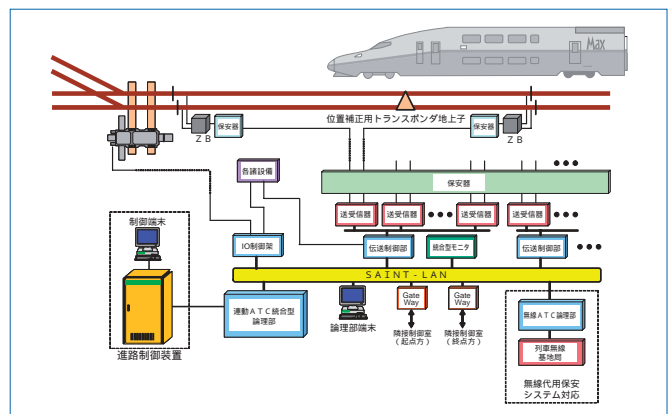 Max
位置補正用トランスポンダ地上子
保安器
保安器
ＺＢ
ＺＢ
各諸設備
保安器
制御端末
送受信器
送受信器
送受信器
送受信器
IO制御架
伝送制御部
統合型モニタ
伝送制御部
ＳＡＩＮＴ－ＬＡＮ
連動ＡＴＣ統合型
論理部
論理部端末
Gate
Way
Gate
Way
隣接制御室
（起点方）
隣接制御室
（終点方）
無線ＡＴＣ論理部
列車無線
基地局
進路制御装置
無線代用保安
システム対応